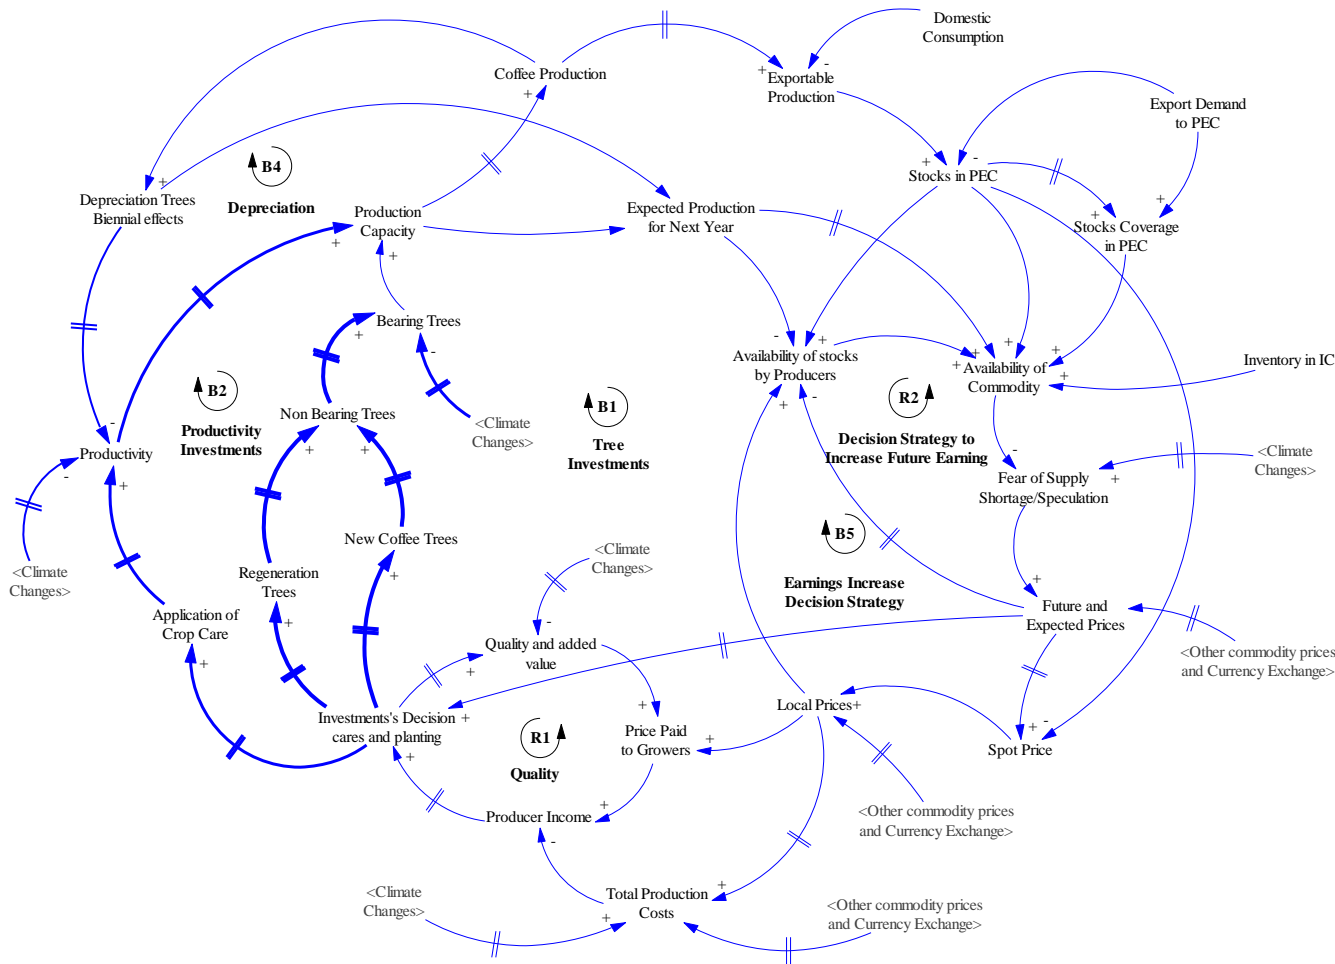 Domestic
Consumption
Coffee Production
Exportable
Production
Export Demand
to PEC
Stocks in PEC
B4
Depreciation
Depreciation Trees
Biennial effects
Production
Capacity
Expected Production
for Next Year
Stocks Coverage
in PEC
Bearing Trees
Availability of stocks
by Producers
Availability of
Commodity
Inventory in IC
B2
Productivity
Investments
Non Bearing Trees
<Climate
Changes>
B1
Tree
Investments
R2
Decision Strategy to
Increase Future Earning
Productivity
<Climate
Changes>
Fear of Supply
Shortage/Speculation
<Climate
Changes>
New Coffee Trees
<Climate
Changes>
B5
Earnings Increase
Decision Strategy
Regeneration
Trees
Application of
Crop Care
Future and
Expected Prices
Quality and added
value
<Other commodity prices
and Currency Exchange>
Investments's Decision
cares and planting
R1
Quality
Price Paid
to Growers
Local Prices
Spot Price
Producer Income
<Other commodity prices
and Currency Exchange>
<Climate
Changes>
Total Production
Costs
<Other commodity prices
and Currency Exchange>